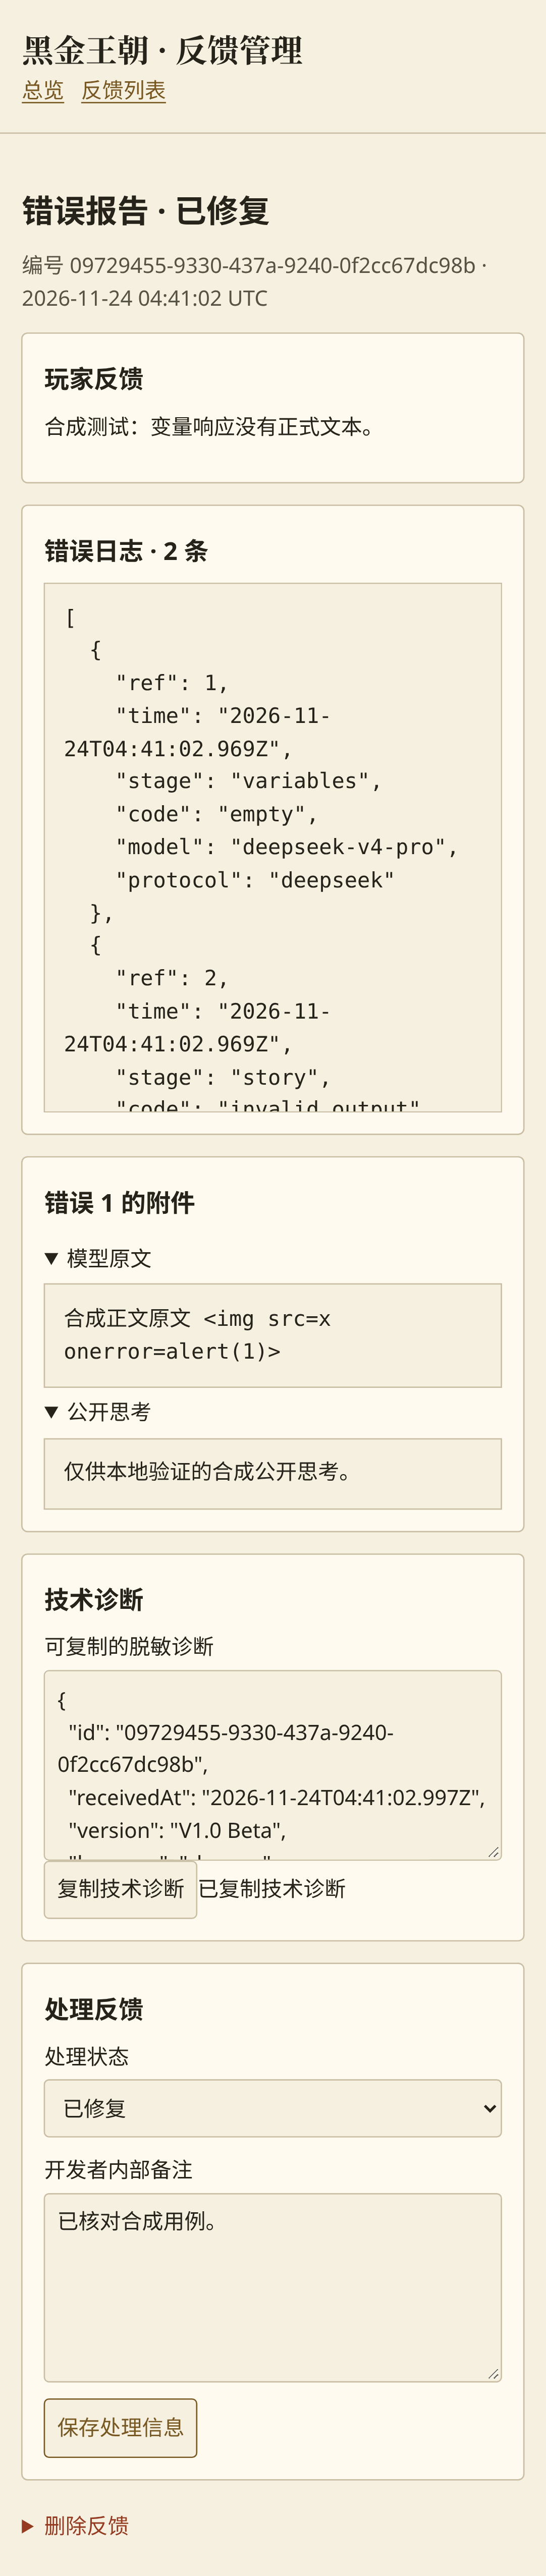 黑金王朝 · 反馈管理
总览 反馈列表
错误报告 · 已修复
编号 09729455-9330-437a-9240-0f2cc67dc98b ·
2026-11-24 04:41:02 UTC
玩家反馈
合成测试：变量响应没有正式文本。
错误日志 · 2 条
[
  {
    "ref": 1,
    "time": "2026-11-
24T04:41:02.969Z",
    "stage": "variables",
    "code": "empty",
    "model": "deepseek-v4-pro",
    "protocol": "deepseek"
  },
  {
    "ref": 2,
    "time": "2026-11-
24T04:41:02.969Z",
    "stage": "story",
    "code": "invalid_output"
错误 1 的附件
▼ 模型原文
合成正文原文 <img src=x
onerror=alert(1)>
▼ 公开思考
仅供本地验证的合成公开思考。
技术诊断
可复制的脱敏诊断
{
  "id": "09729455-9330-437a-9240-
0f2cc67dc98b",
  "receivedAt": "2026-11-24T04:41:02.997Z",
  "version": "V1.0 Beta",
复制技术诊断 已复制技术诊断
处理反馈
处理状态
已修复
开发者内部备注
已核对合成用例。
保存处理信息
▶ 删除反馈